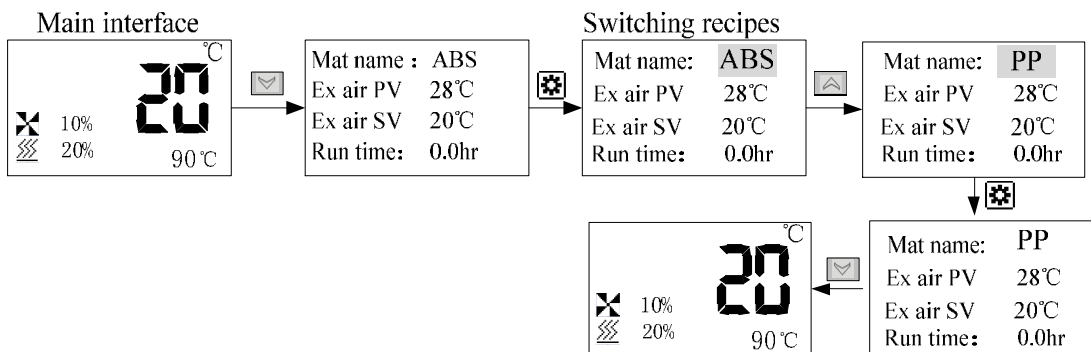 Main interface
℃
20
10%
20%
90℃
Mat name： ABS
Ex air PV 28℃
Ex air SV 20℃
Run time： 0.0hr
Switching recipes
Mat name: ABS
Ex air PV 28℃
Ex air SV 20℃
Run time： 0.0hr
Mat name: PP
Ex air PV 28℃
Ex air SV 20℃
Run time： 0.0hr
Mat name: PP
Ex air PV 28℃
Ex air SV 20℃
Run time： 0.0hr
℃
20
10%
20%
90℃